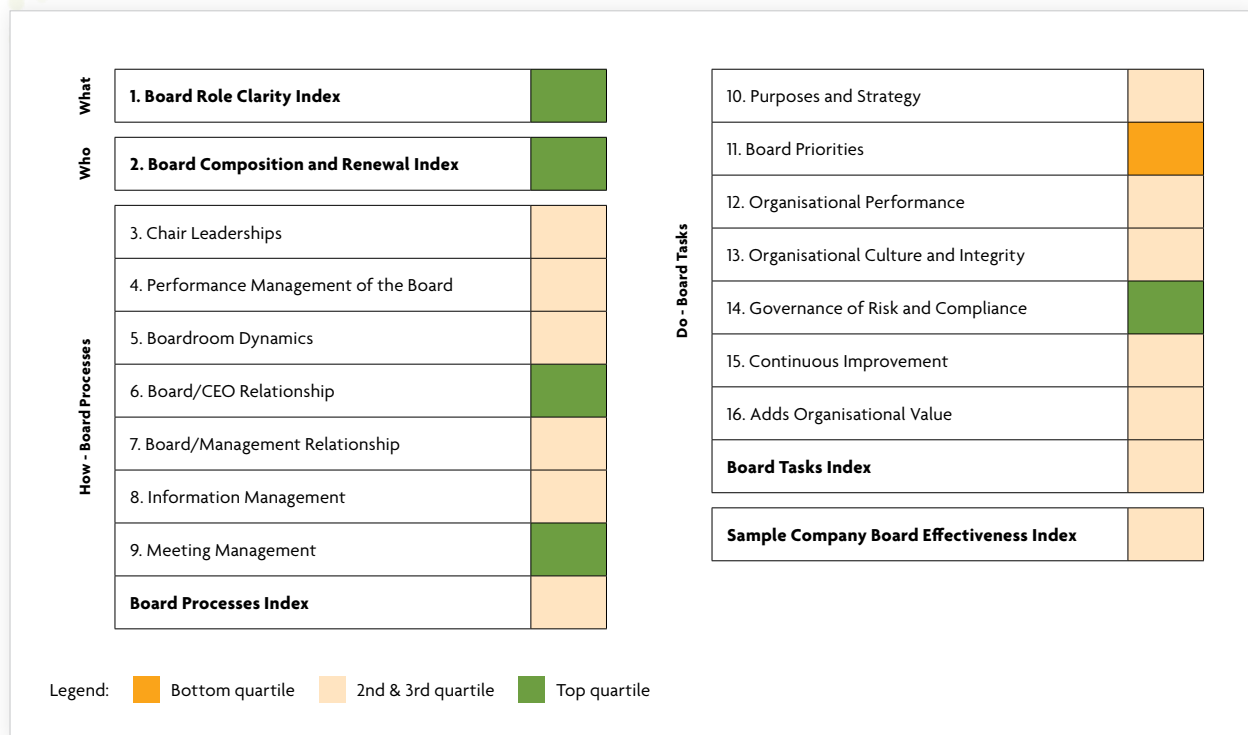 What
1. Board Role Clarity Index
Who
2. Board Composition and Renewal Index
How - Board Processes
3. Chair Leaderships
4. Performance Management of the Board
5. Boardroom Dynamics
6. Board/CEO Relationship
7. Board/Management Relationship
8. Information Management
9. Meeting Management
Board Processes Index
Do - Board Tasks
10. Purposes and Strategy
11. Board Priorities
12. Organisational Performance
13. Organisational Culture and Integrity
14. Governance of Risk and Compliance
15. Continuous Improvement
16. Adds Organisational Value
Board Tasks Index
Sample Company Board Effectiveness Index
Legend: Bottom quartile 2nd & 3rd quartile Top quartile